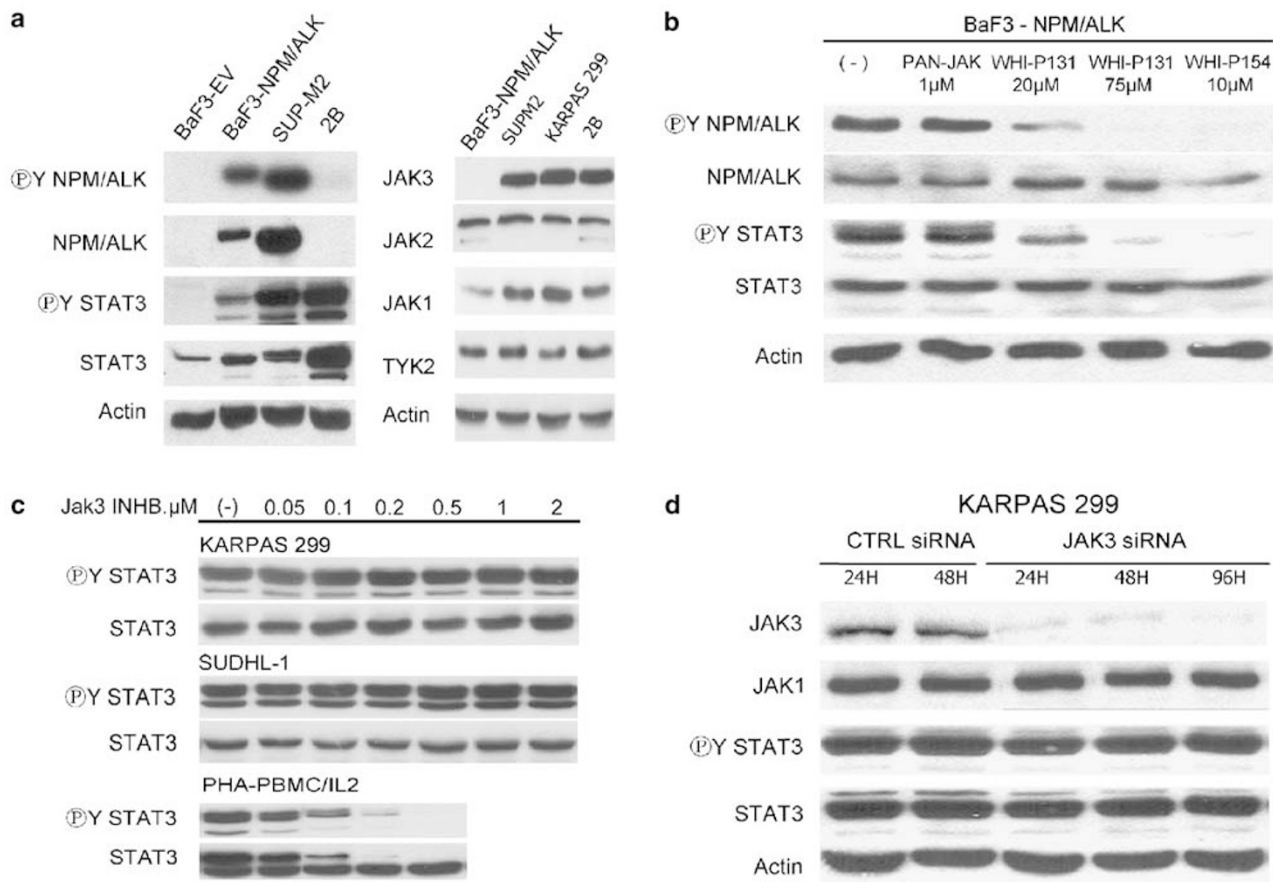 a
BaF3-EV
BaF3-NPM/ALK
SUP-M2
2B
ⓅY NPM/ALK
NPM/ALK
ⓅY STAT3
STAT3
Actin
BaF3-NPM/ALK
SUPM2
KARPAS 299
2B
JAK3
JAK2
JAK1
TYK2
Actin
b
BaF3 - NPM/ALK
(-) PAN-JAK WHI-P131 WHI-P131 WHI-P154
1µM 20µM 75µM 10µM
ⓅY NPM/ALK
NPM/ALK
ⓅY STAT3
STAT3
Actin
c
Jak3 INHB.µM (-) 0.05 0.1 0.2 0.5 1 2
KARPAS 299
ⓅY STAT3
STAT3
SUDHL-1
ⓅY STAT3
STAT3
PHA-PBMC/IL2
ⓅY STAT3
STAT3
d
KARPAS 299
CTRL siRNA JAK3 siRNA
24H 48H 24H 48H 96H
JAK3
JAK1
ⓅY STAT3
STAT3
Actin